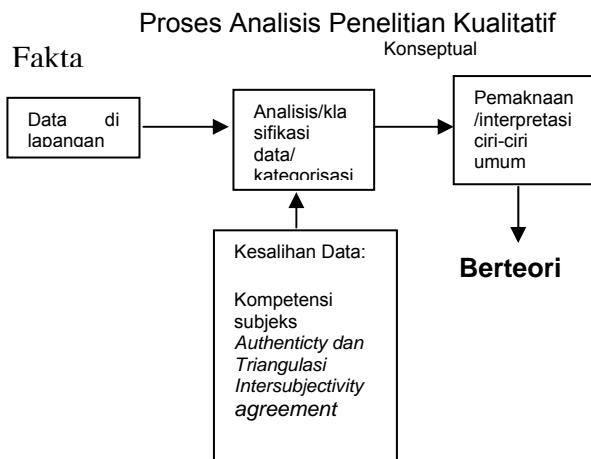 Proses Analisis Penelitian Kualitatif
Konseptual
Fakta
Data di
lapangan
Analisis/kla
sifikasi
data/
kategorisasi
Pemaknaan
/interpretasi
ciri-ciri
umum
Kesalihan Data:
Kompetensi
subjeks
Authenticty dan
Triangulasi
Intersubjectivity
agreement
Berteori